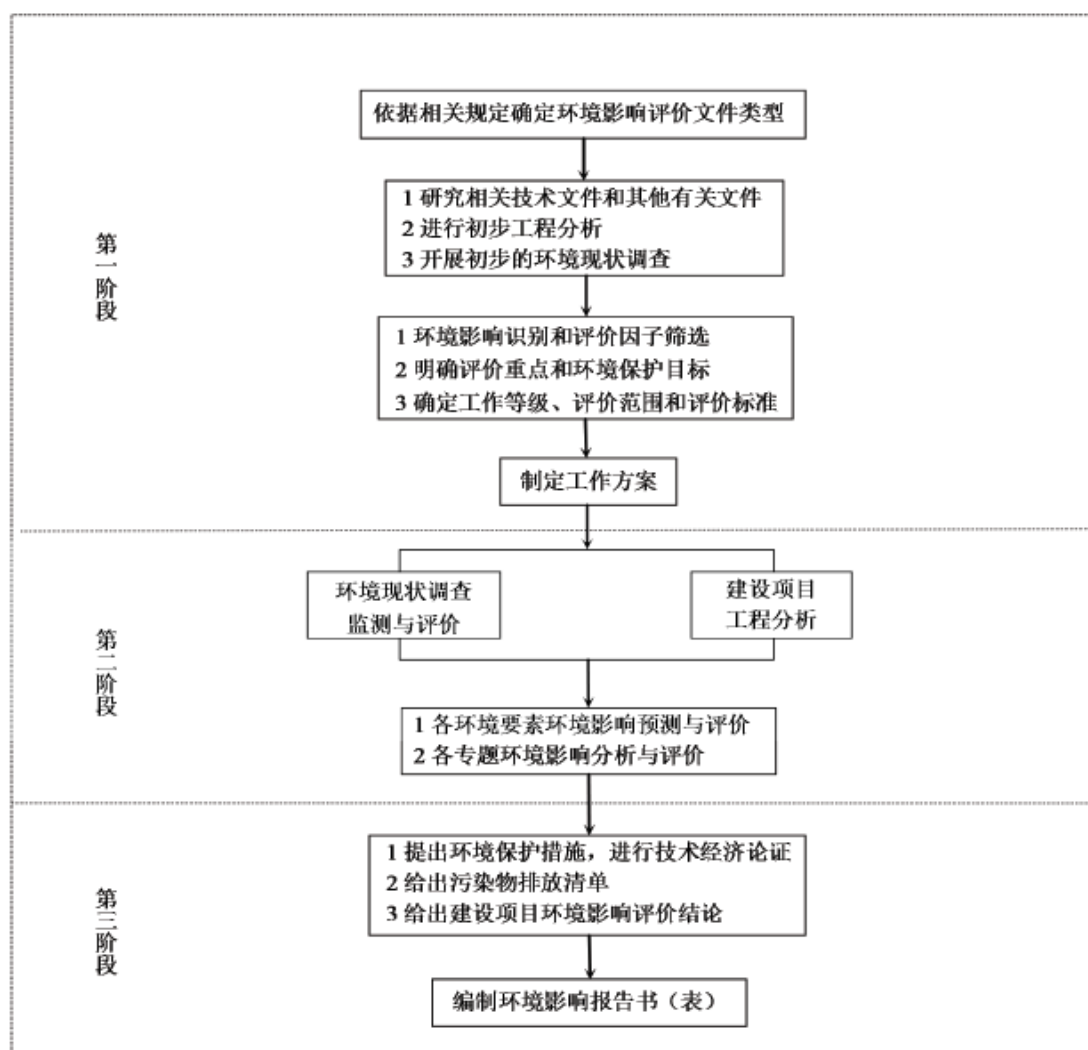 第一阶段
依据相关规定确定环境影响评价文件类型
1 研究相关技术文件和其他有关文件
2 进行初步工程分析
3 开展初步的环境现状调查
1 环境影响识别和评价因子筛选
2 明确评价重点和环境保护目标
3 确定工作等级、评价范围和评价标准
制定工作方案
第二阶段
环境现状调查
监测与评价
建设项目
工程分析
1 各环境要素环境影响预测与评价
2 各专题环境影响分析与评价
第三阶段
1 提出环境保护措施，进行技术经济论证
2 给出污染物排放清单
3 给出建设项目环境影响评价结论
编制环境影响报告书（表）